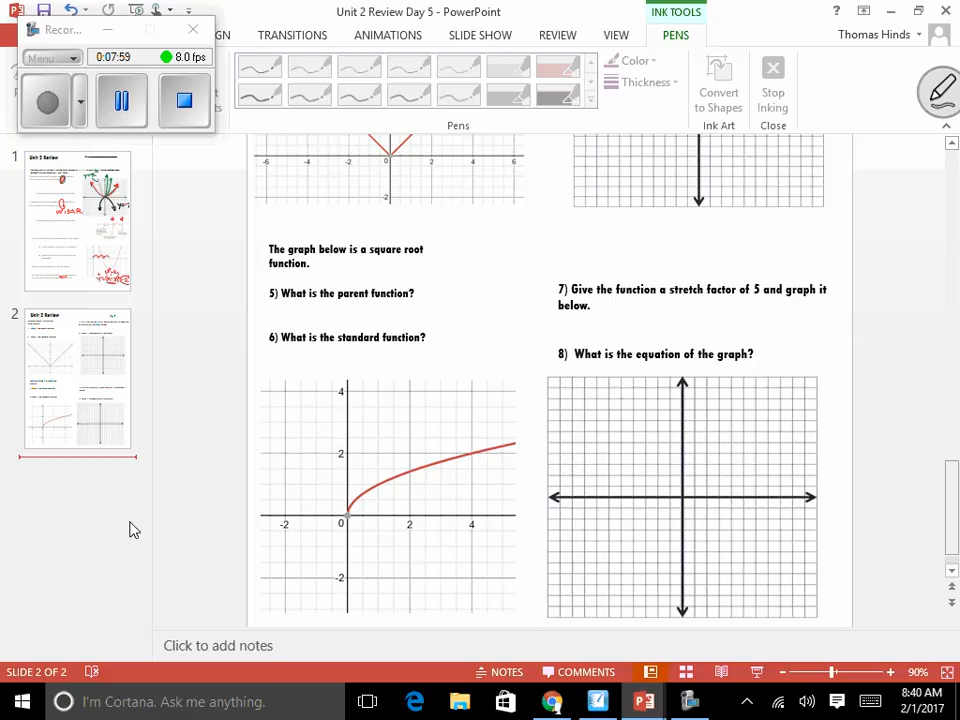 Unit 2 Review Day 5 - PowerPoint
INK TOOLS
Recor...
GN
TRANSITIONS
ANIMATIONS
SLIDE SHOW
REVIEW
VIEW
PENS
Thomas Hinds
Menu
0:07:59
8.0 fps
Color
Thickness
Convert
to Shapes
Stop
Inking
Pens
Ink Art
Close
1
Unit 2 Review
2
Unit 2 Review
-6
-4
-2
0
2
4
6
-2
The graph below is a square root
function.
5) What is the parent function?
6) What is the standard function?
7) Give the function a stretch factor of 5 and graph it
below.
8) What is the equation of the graph?
4
2
-2
0
2
4
-2
Click to add notes
SLIDE 2 OF 2
NOTES
COMMENTS
90%
I'm Cortana. Ask me anything.
8:40 AM
2/1/2017